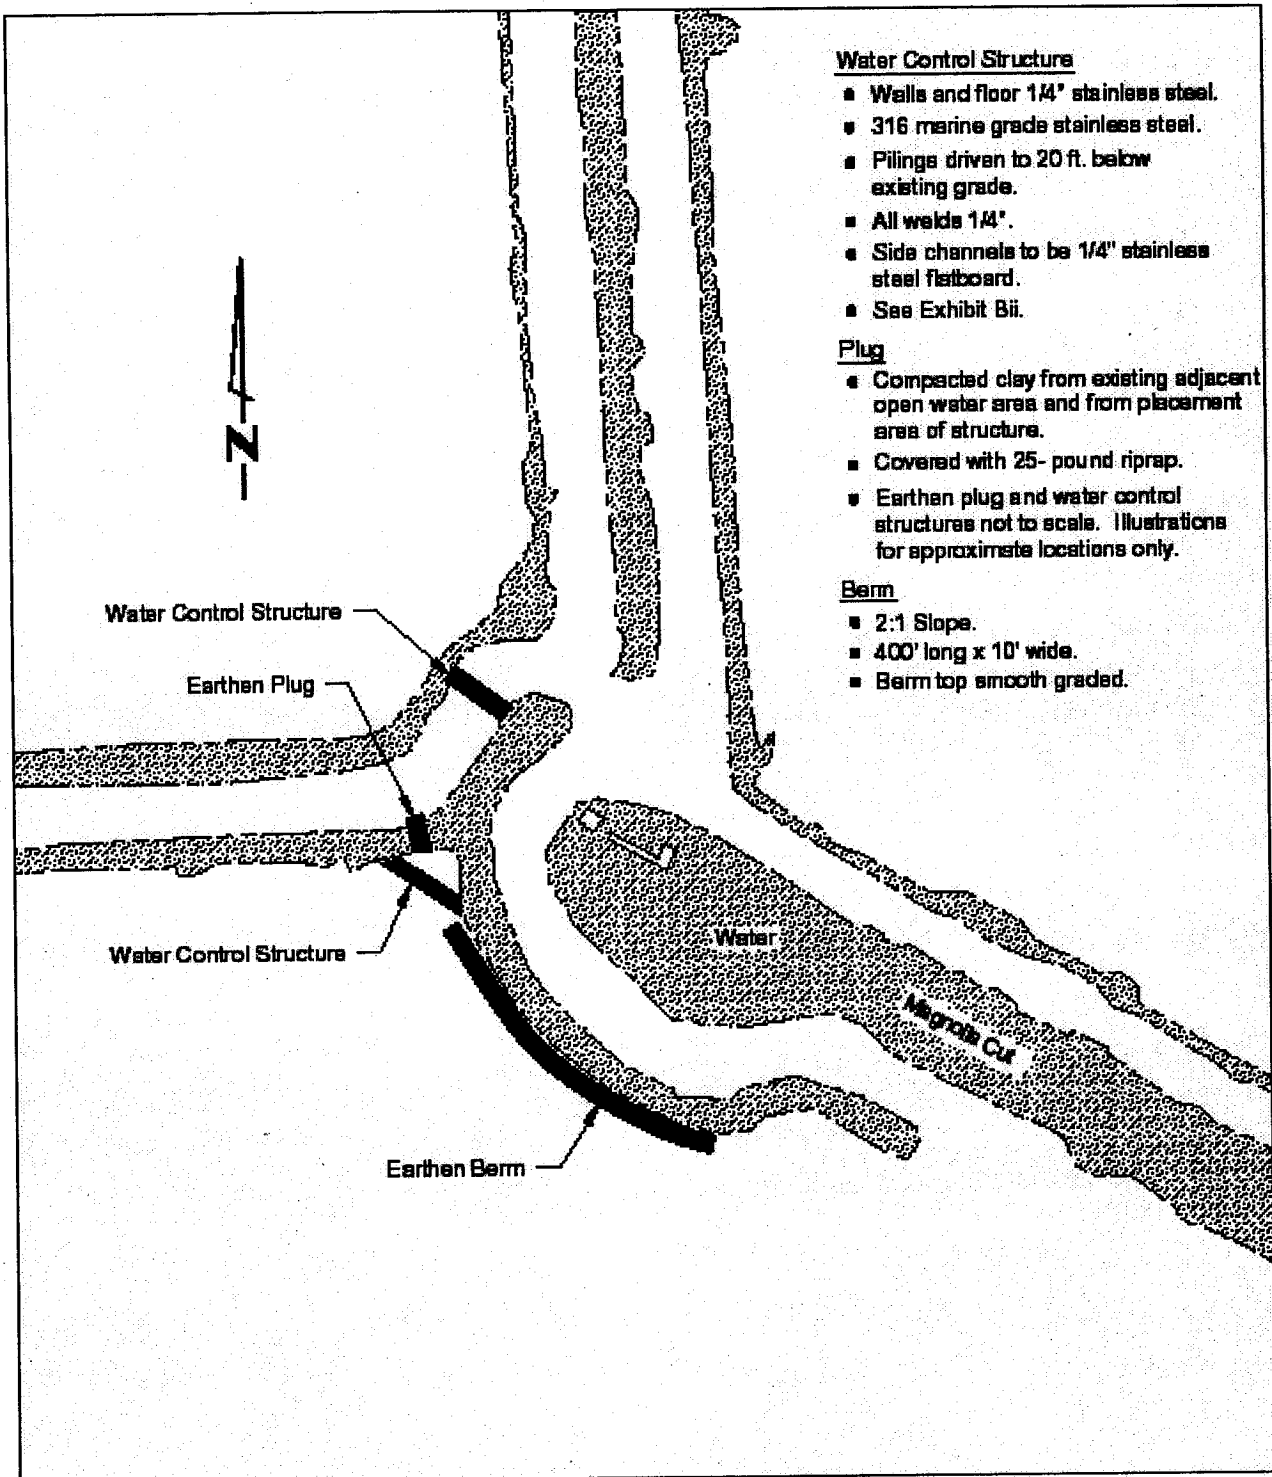 Water Control Structure
▪ Walls and floor 1/4" stainless steel.
▪ 316 marine grade stainless steel.
▪ Pilings driven to 20 ft. below
existing grade.
▪ All welds 1/4".
▪ Side channels to be 1/4" stainless
steel flatboard.
▪ See Exhibit Bii.
Plug
▪ Compacted clay from existing adjacent
open water area and from placement
area of structure.
▪ Covered with 25- pound riprap.
▪ Earthen plug and water control
structures not to scale. Illustrations
for approximate locations only.
Berm
▪ 2:1 Slope.
▪ 400' long x 10' wide.
▪ Berm top smooth graded.
N
Water Control Structure
Earthen Plug
Water Control Structure
Water
Magnolia Cut
Earthen Berm